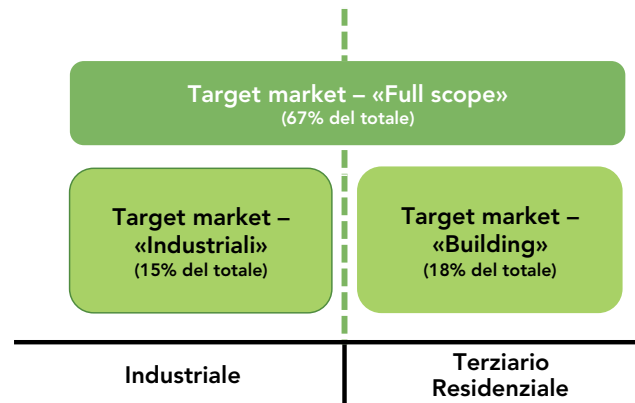 Target market – «Full scope»
(67% del totale)
Target market –
«Industriali»
(15% del totale)
Target market –
«Building»
(18% del totale)
Industriale
Terziario
Residenziale